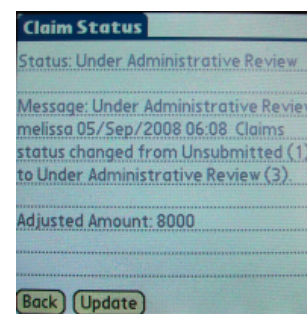 Claim Status
Status: Under Administrative Review
Message: Under Administrative Review
melissa 05/Sep/2008 06:08 Claims
status changed from Unsubmitted (1)
to Under Administrative Review (3).
Adjusted Amount: 8000
Back Update